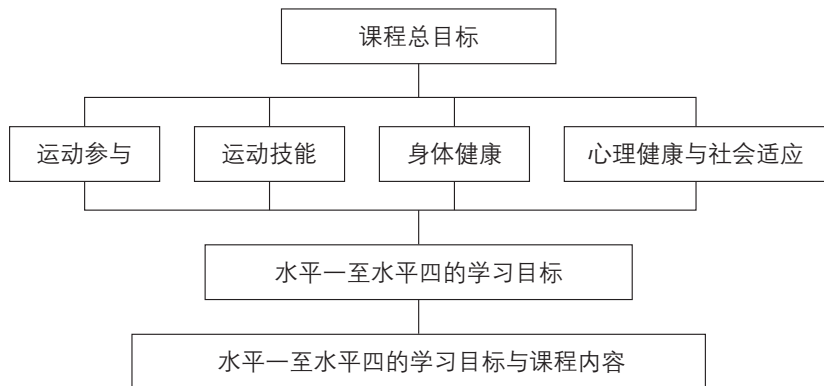 课程总目标
运动参与
运动技能
身体健康
心理健康与社会适应
水平一至水平四的学习目标
水平一至水平四的学习目标与课程内容